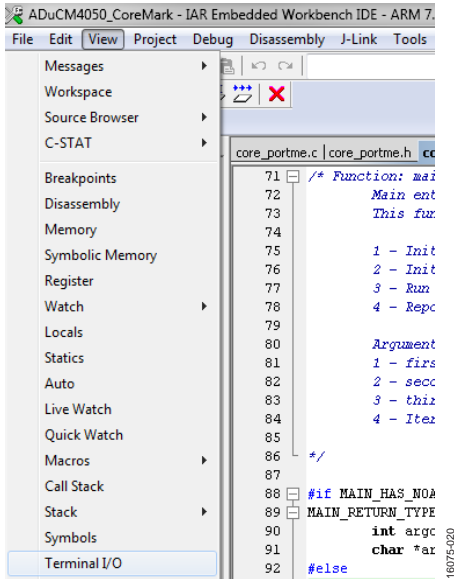 ADuCM4050_CoreMark - IAR Embedded Workbench IDE - ARM 7.
File Edit View Project Debug Disassembly J-Link Tools
Messages
Workspace
Source Browser
C-STAT
Breakpoints
Disassembly
Memory
Symbolic Memory
Register
Watch
Locals
Statics
Auto
Live Watch
Quick Watch
Macros
Call Stack
Stack
Symbols
Terminal I/O
core_portme.c core_portme.h co
71 /* Function: mai
72 Main ent
73 This fun
74
75 1 - Init
76 2 - Init
77 3 - Run
78 4 - Repo
79
80 Argument
81 1 - firs
82 2 - seco
83 3 - thir
84 4 - Iter
85
86 */
87
88 #if MAIN_HAS_NOA
89 MAIN_RETURN_TYPE
90 int argc
91 char *ar
92 #else
16075-020